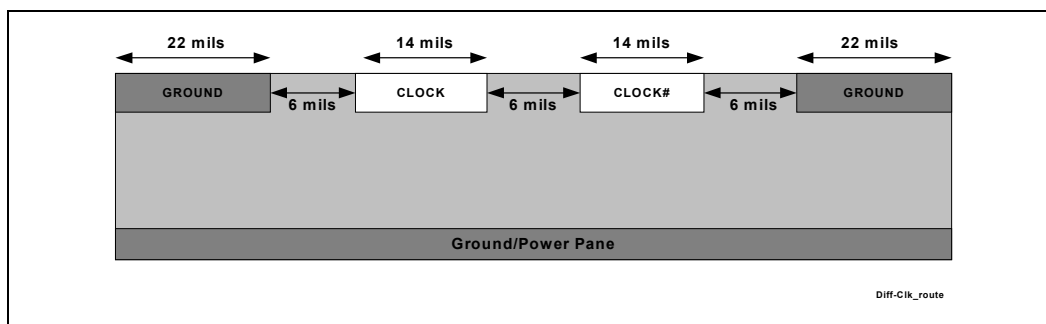 22 mils 14 mils 14 mils 22 mils
GROUND CLOCK CLOCK# GROUND
6 mils 6 mils 6 mils
Ground/Power Pane
Diff-Clk_route